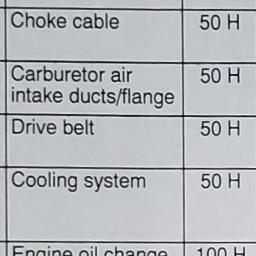 Choke cable 50 H
Carburetor air 50 H
intake ducts/flange
Drive belt 50 H
Cooling system 50 H
Engine oil change 100 H